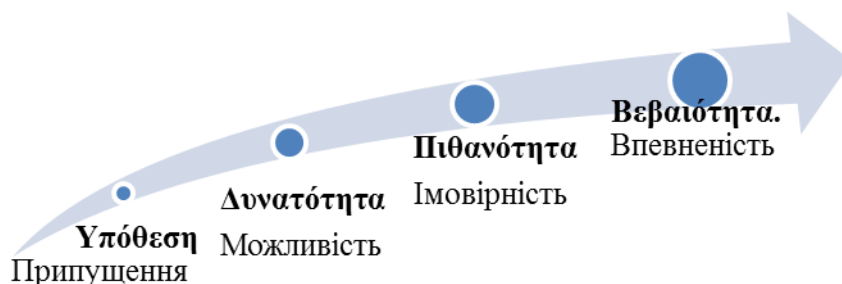 Υπόθεση
Припущення
Δυνατότητα
Можливість
Πιθανότητα
Імовірність
Βεβαιότητα.
Впевненість